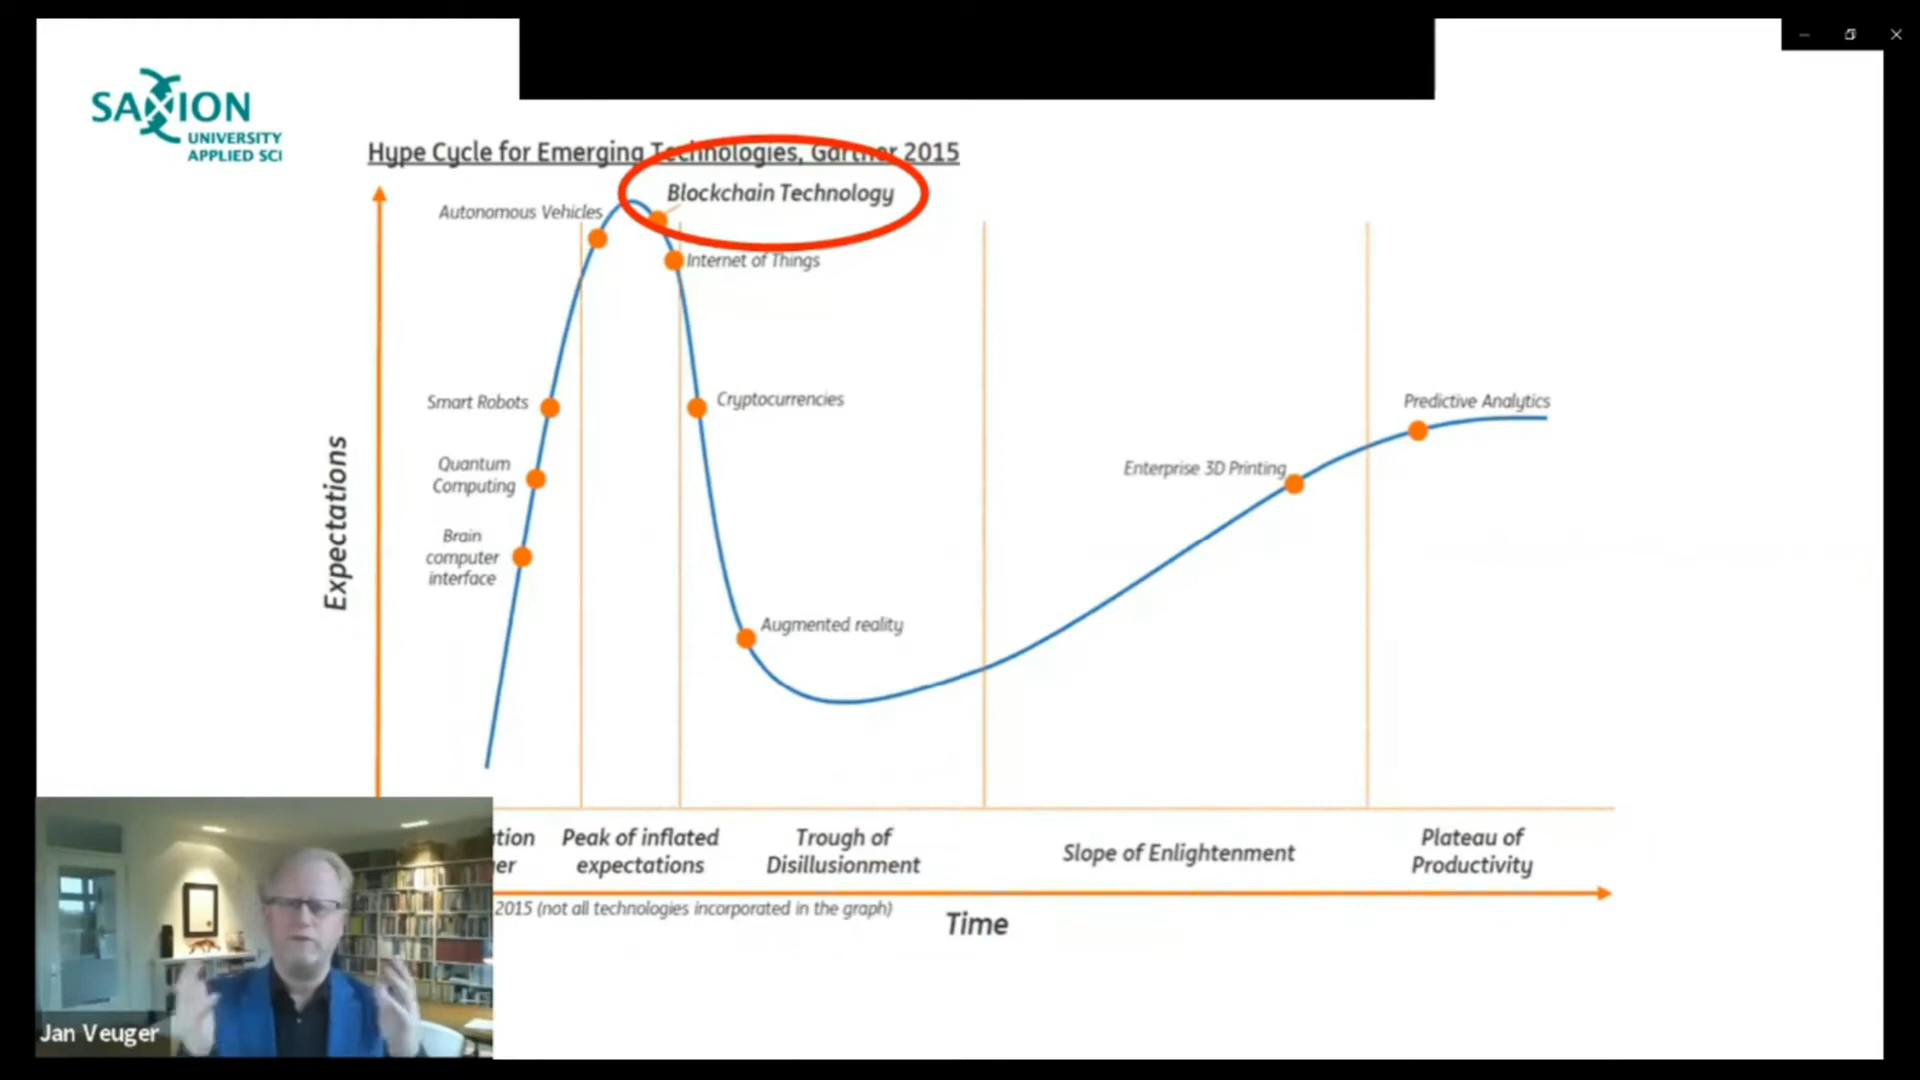 SAXION
UNIVERSITY
APPLIED SCI
Hype Cycle for Emerging Technologies, Gartner 2015
Blockchain Technology
Autonomous Vehicles
Internet of Things
Smart Robots
Cryptocurrencies
Predictive Analytics
Quantum
Computing
Enterprise 3D Printing
Brain
computer
interface
Augmented reality
Expectations
Peak of inflated
expectations
Trough of
Disillusionment
Slope of Enlightenment
Plateau of
Productivity
2015 (not all technologies incorporated in the graph)
Time
Jan Veuger